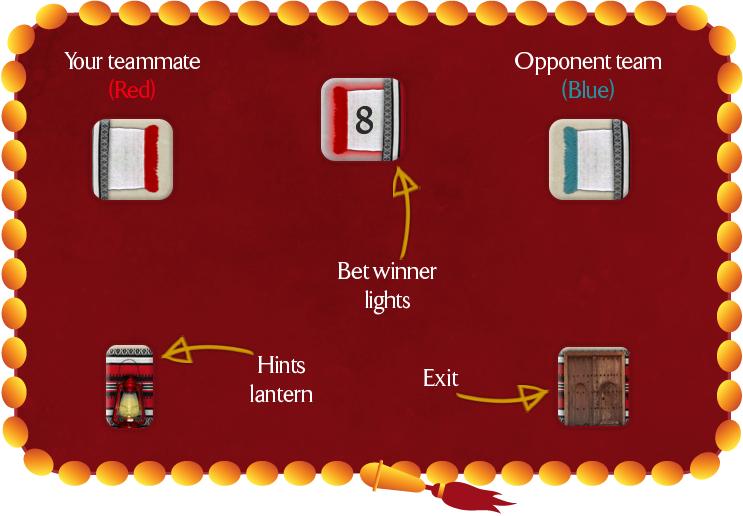 Your teammate
(Red)
8
Opponent team
(Blue)
Bet winner
lights
Hints
lantern
Exit